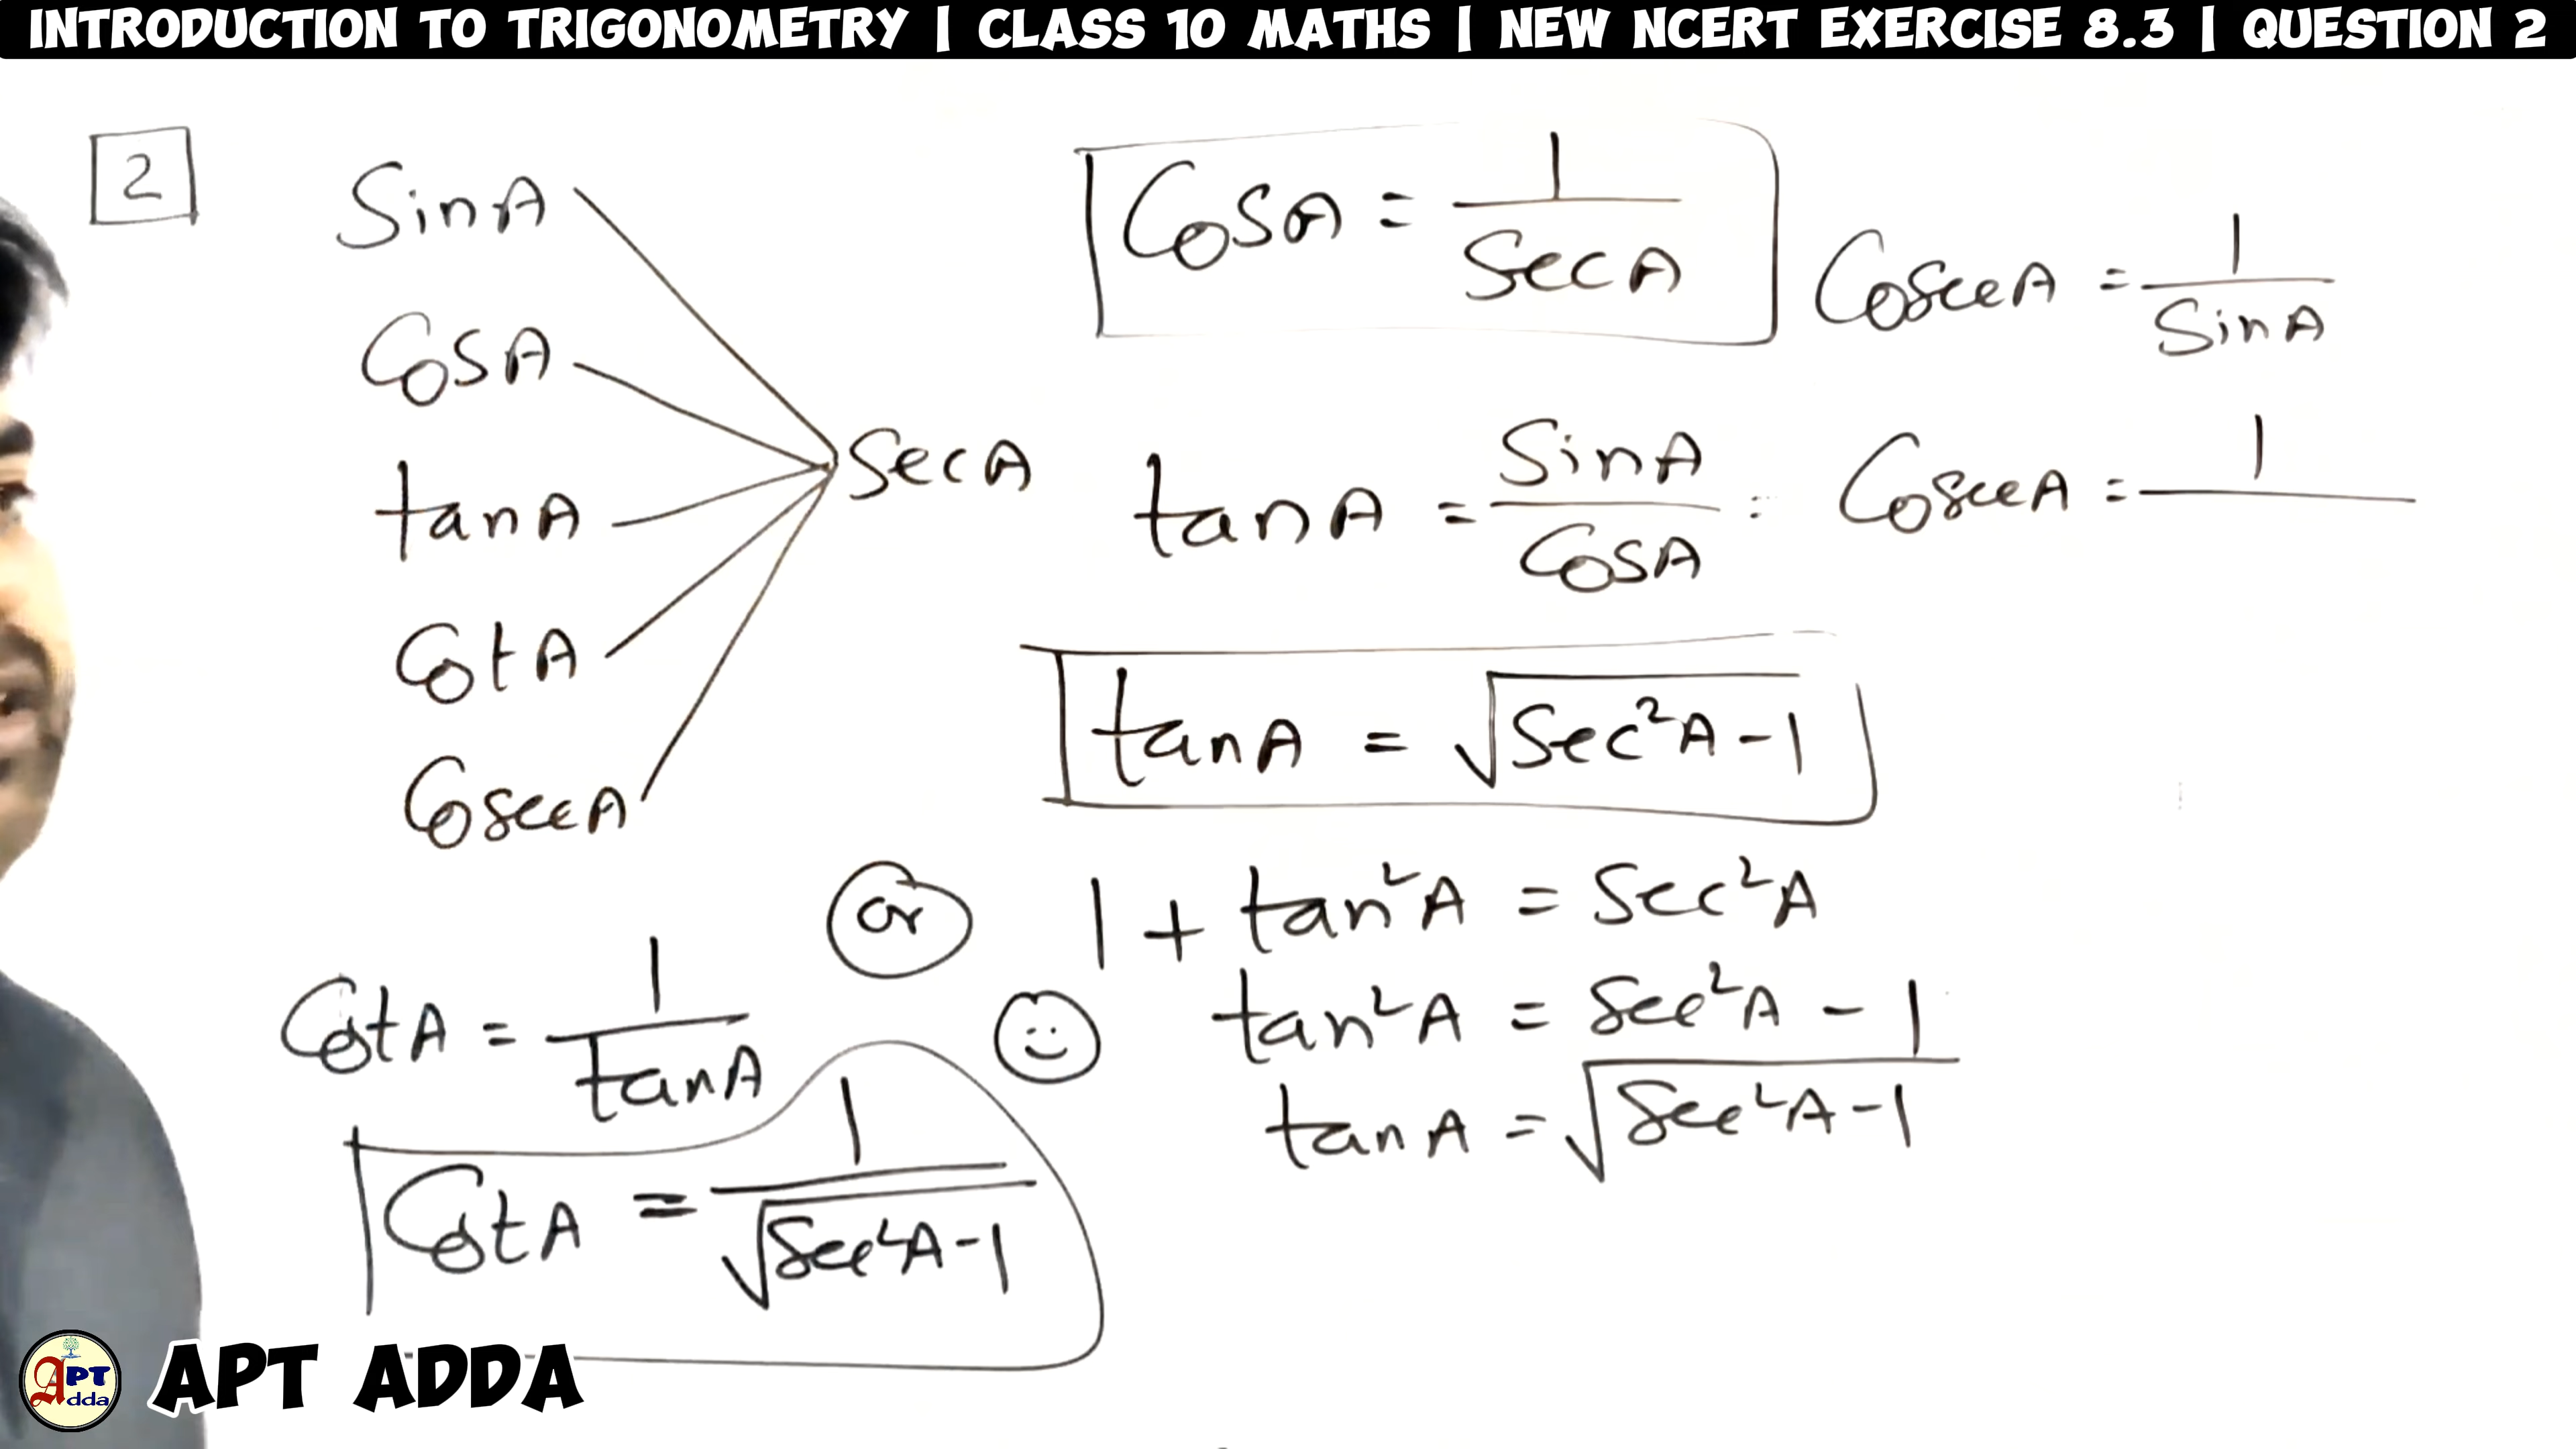 INTRODUCTION TO TRIGONOMETRY | CLASS 10 MATHS | NEW NCERT EXERCISE 8.3 | QUESTION 2
2
SinA
CosA
tanA
CotA
CosecA
SecA
CosA = 1/SecA
CosecA = 1/SinA
tanA = SinA/CosA =
CosecA = 1/
tanA = √Sec²A-1
or
1 + tan²A = Sec²A
tan²A = Sec²A - 1
tanA = √Sec²A-1
CotA = 1/tanA
CotA = 1/√Sec²A-1
APT Adda
APT ADDA